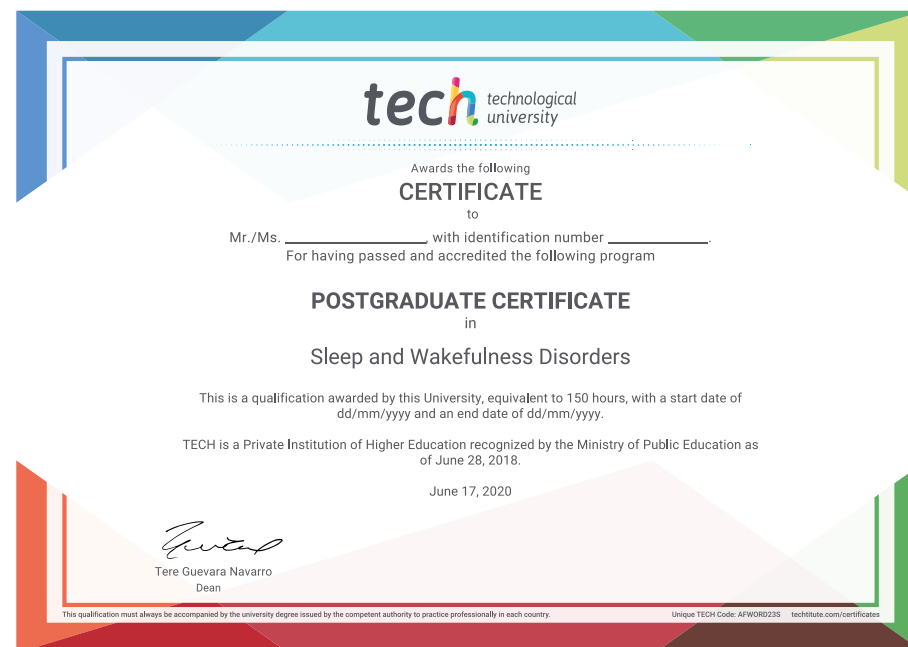 tech technological
university
Awards the following
CERTIFICATE
to
Mr./Ms. ____________________, with identification number ______________.
For having passed and accredited the following program
POSTGRADUATE CERTIFICATE
in
Sleep and Wakefulness Disorders
This is a qualification awarded by this University, equivalent to 150 hours, with a start date of
dd/mm/yyyy and an end date of dd/mm/yyyy.
TECH is a Private Institution of Higher Education recognized by the Ministry of Public Education as
of June 28, 2018.
June 17, 2020
Tere Guevara Navarro
Dean
This qualification must always be accompanied by the university degree issued by the competent authority to practice professionally in each country. Unique TECH Code: AFWORD23S techtitute.com/certificates